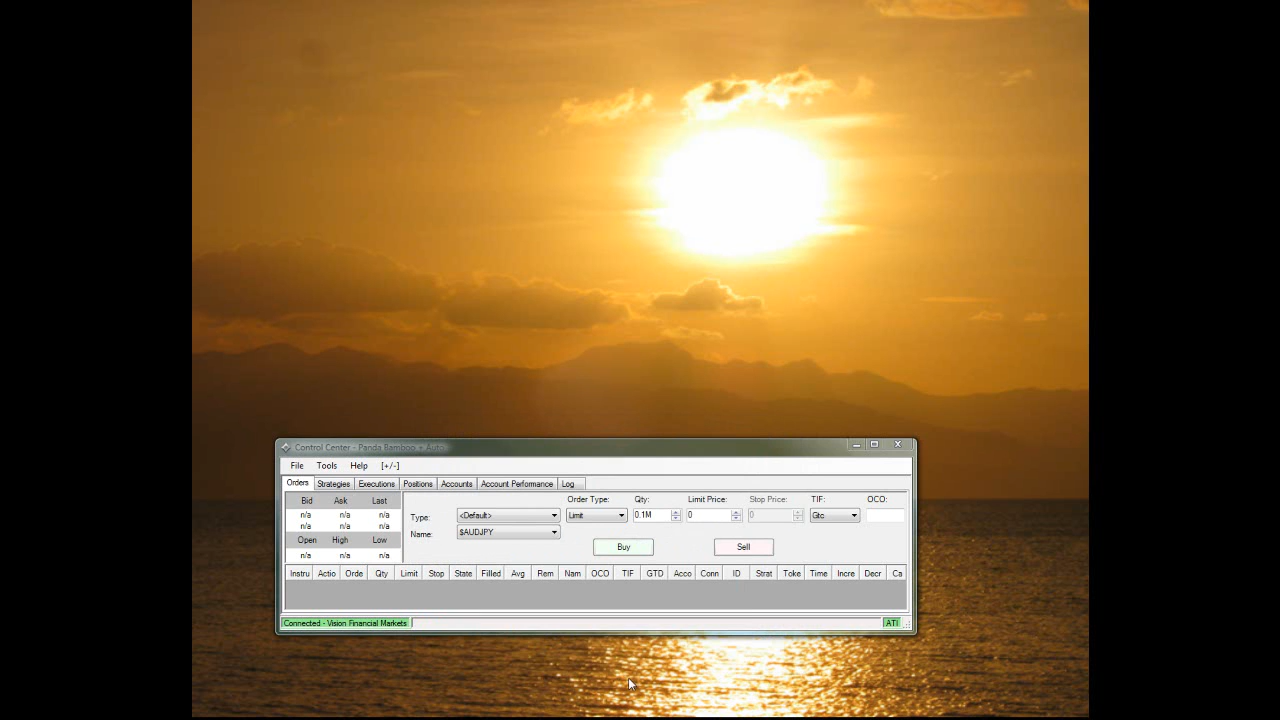 Control Center - Panda Bamboo + Auto
File Tools Help [+/-]
Orders Strategies Executions Positions Accounts Account Performance Log
Bid Ask Last
n/a n/a n/a
n/a n/a n/a
Open High Low
n/a n/a n/a
Order Type: Qty: Limit Price: Stop Price: TIF: OCO:
Type: <Default> Limit 0.1M 0 0 Gtc
Name: $AUDJPY
Buy Sell
Instru Actio Orde Qty Limit Stop State Filled Avg Rem Nam OCO TIF GTD Acco Conn ID Strat Toke Time Incre Decr Ca
Connected - Vision Financial Markets ATI